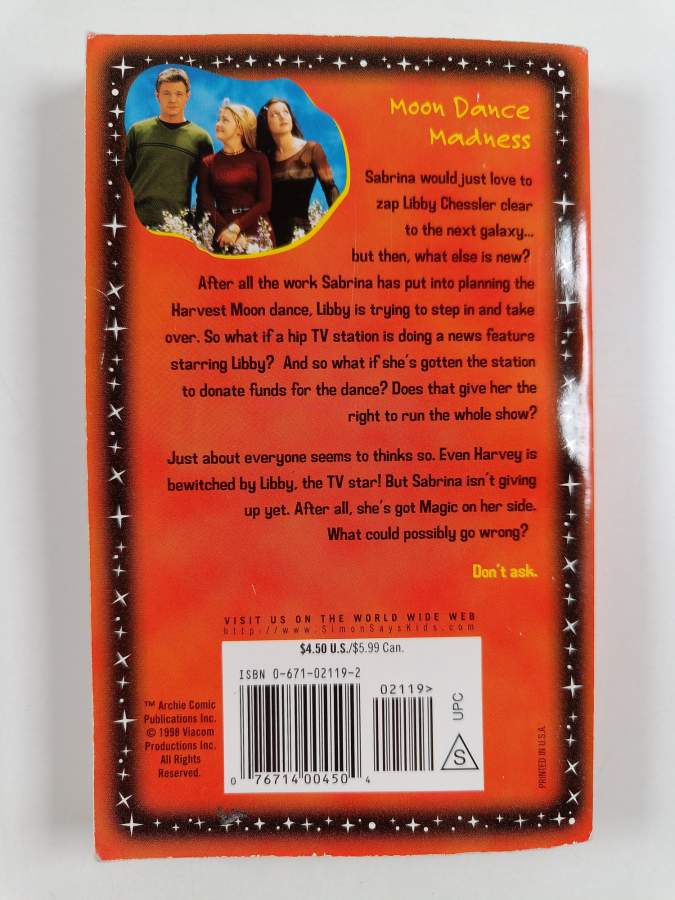 Moon Dance
Madness
Sabrina would just love to
zap Libby Chessler clear
to the next galaxy...
but then, what else is new?
After all the work Sabrina has put into planning the
Harvest Moon dance, Libby is trying to step in and take
over. So what if a hip TV station is doing a news feature
starring Libby? And so what if she's gotten the station
to donate funds for the dance? Does that give her the
right to run the whole show?
Just about everyone seems to thinks so. Even Harvey is
bewitched by Libby, the TV star! But Sabrina isn't giving
up yet. After all, she's got Magic on her side.
What could possibly go wrong?
Don't ask.
VISIT US ON THE WORLD WIDE WEB
http://www.SimonSaysKids.com
$4.50 U.S./$5.99 Can.
ISBN 0-671-02119-2
02119>
UPC
S
0 76714 00450 4
™ Archie Comic
Publications Inc.
© 1998 Viacom
Productions Inc.
All Rights
Reserved.
PRINTED IN U.S.A.